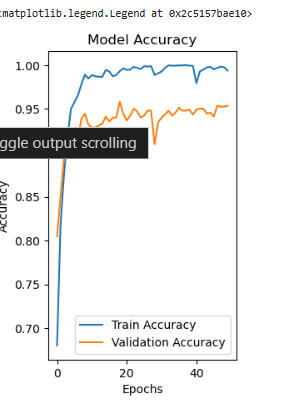 <matplotlib.legend.Legend at 0x2c5157bae10>
Model Accuracy
1.00
0.95
ggle output scrolling
0.85
0.80
0.75
0.70
Accuracy
Train Accuracy
Validation Accuracy
0
20
40
Epochs